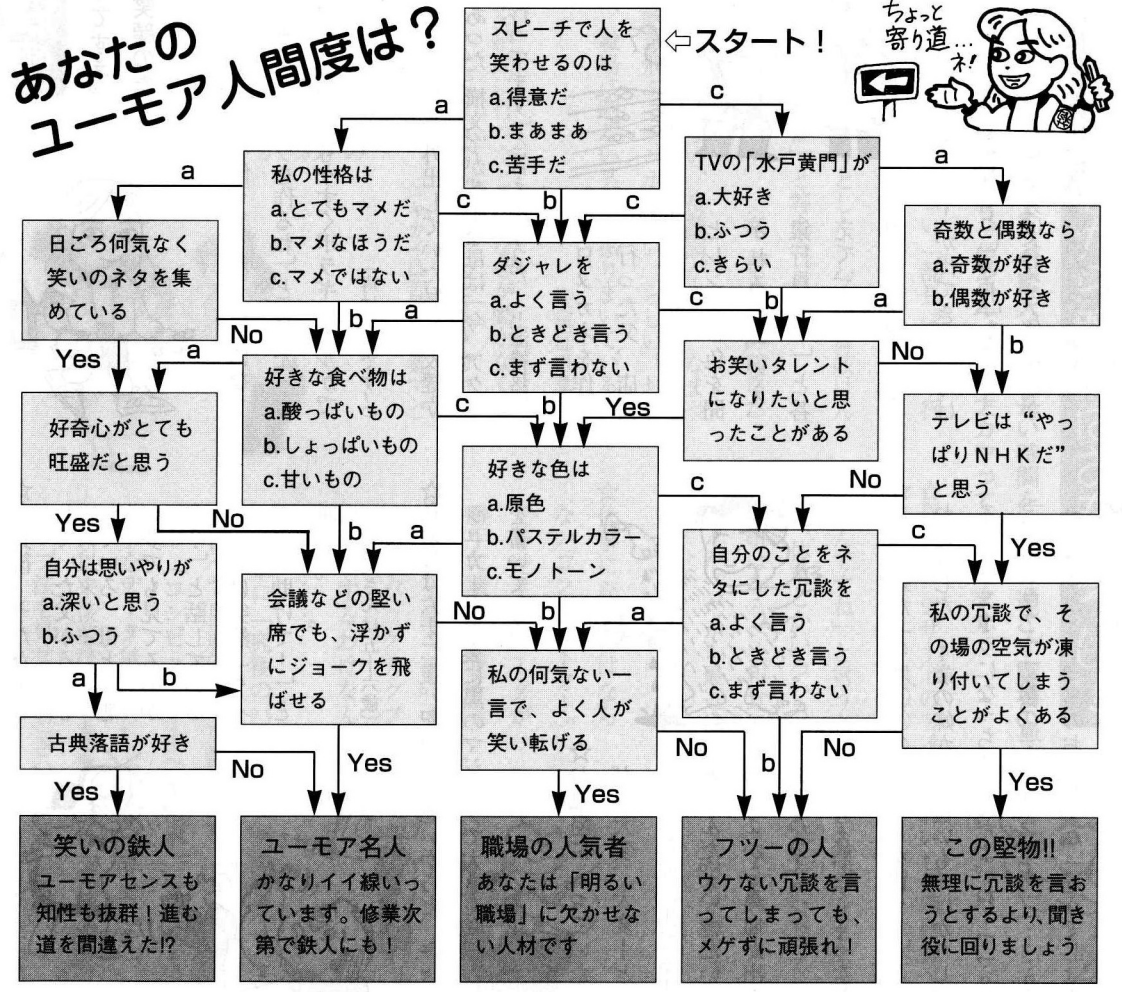 あなたの
ユーモア人間度は？
スピーチで人を
笑わせるのは
a.得意だ
b.まあまあ
c.苦手だ
⇦スタート！
ちょっと
寄り道…
ネ！
a
c
b
私の性格は
a.とてもマメだ
b.マメなほうだ
c.マメではない
a
c
b
TVの「水戸黄門」が
a.大好き
b.ふつう
c.きらい
a
c
b
日ごろ何気なく
笑いのネタを集
めている
No
Yes
ダジャレを
a.よく言う
b.ときどき言う
c.まず言わない
a
c
b
奇数と偶数なら
a.奇数が好き
b.偶数が好き
a
b
好きな食べ物は
a.酸っぱいもの
b.しょっぱいもの
c.甘いもの
a
c
b
お笑いタレント
になりたいと思
ったことがある
No
Yes
好奇心がとても
旺盛だと思う
Yes
No
テレビは“やっ
ぱりＮＨＫだ”
と思う
No
Yes
好きな色は
a.原色
b.パステルカラー
c.モノトーン
a
c
b
自分は思いやりが
a.深いと思う
b.ふつう
a
b
会議などの堅い
席でも、浮かず
にジョークを飛
ばせる
No
Yes
自分のことをネ
タにした冗談を
a.よく言う
b.ときどき言う
c.まず言わない
a
c
b
私の冗談で、そ
の場の空気が凍
り付いてしまう
ことがよくある
No
Yes
私の何気ない一
言で、よく人が
笑い転げる
No
Yes
古典落語が好き
Yes
No
笑いの鉄人
ユーモアセンスも
知性も抜群！進む
道を間違えた!?
ユーモア名人
かなりイイ線いっ
ています。修業次
第で鉄人にも！
職場の人気者
あなたは「明るい
職場」に欠かせな
い人材です
フツーの人
ウケない冗談を言
ってしまっても、
メゲずに頑張れ！
この堅物!!
無理に冗談を言お
うとするより、聞き
役に回りましょう